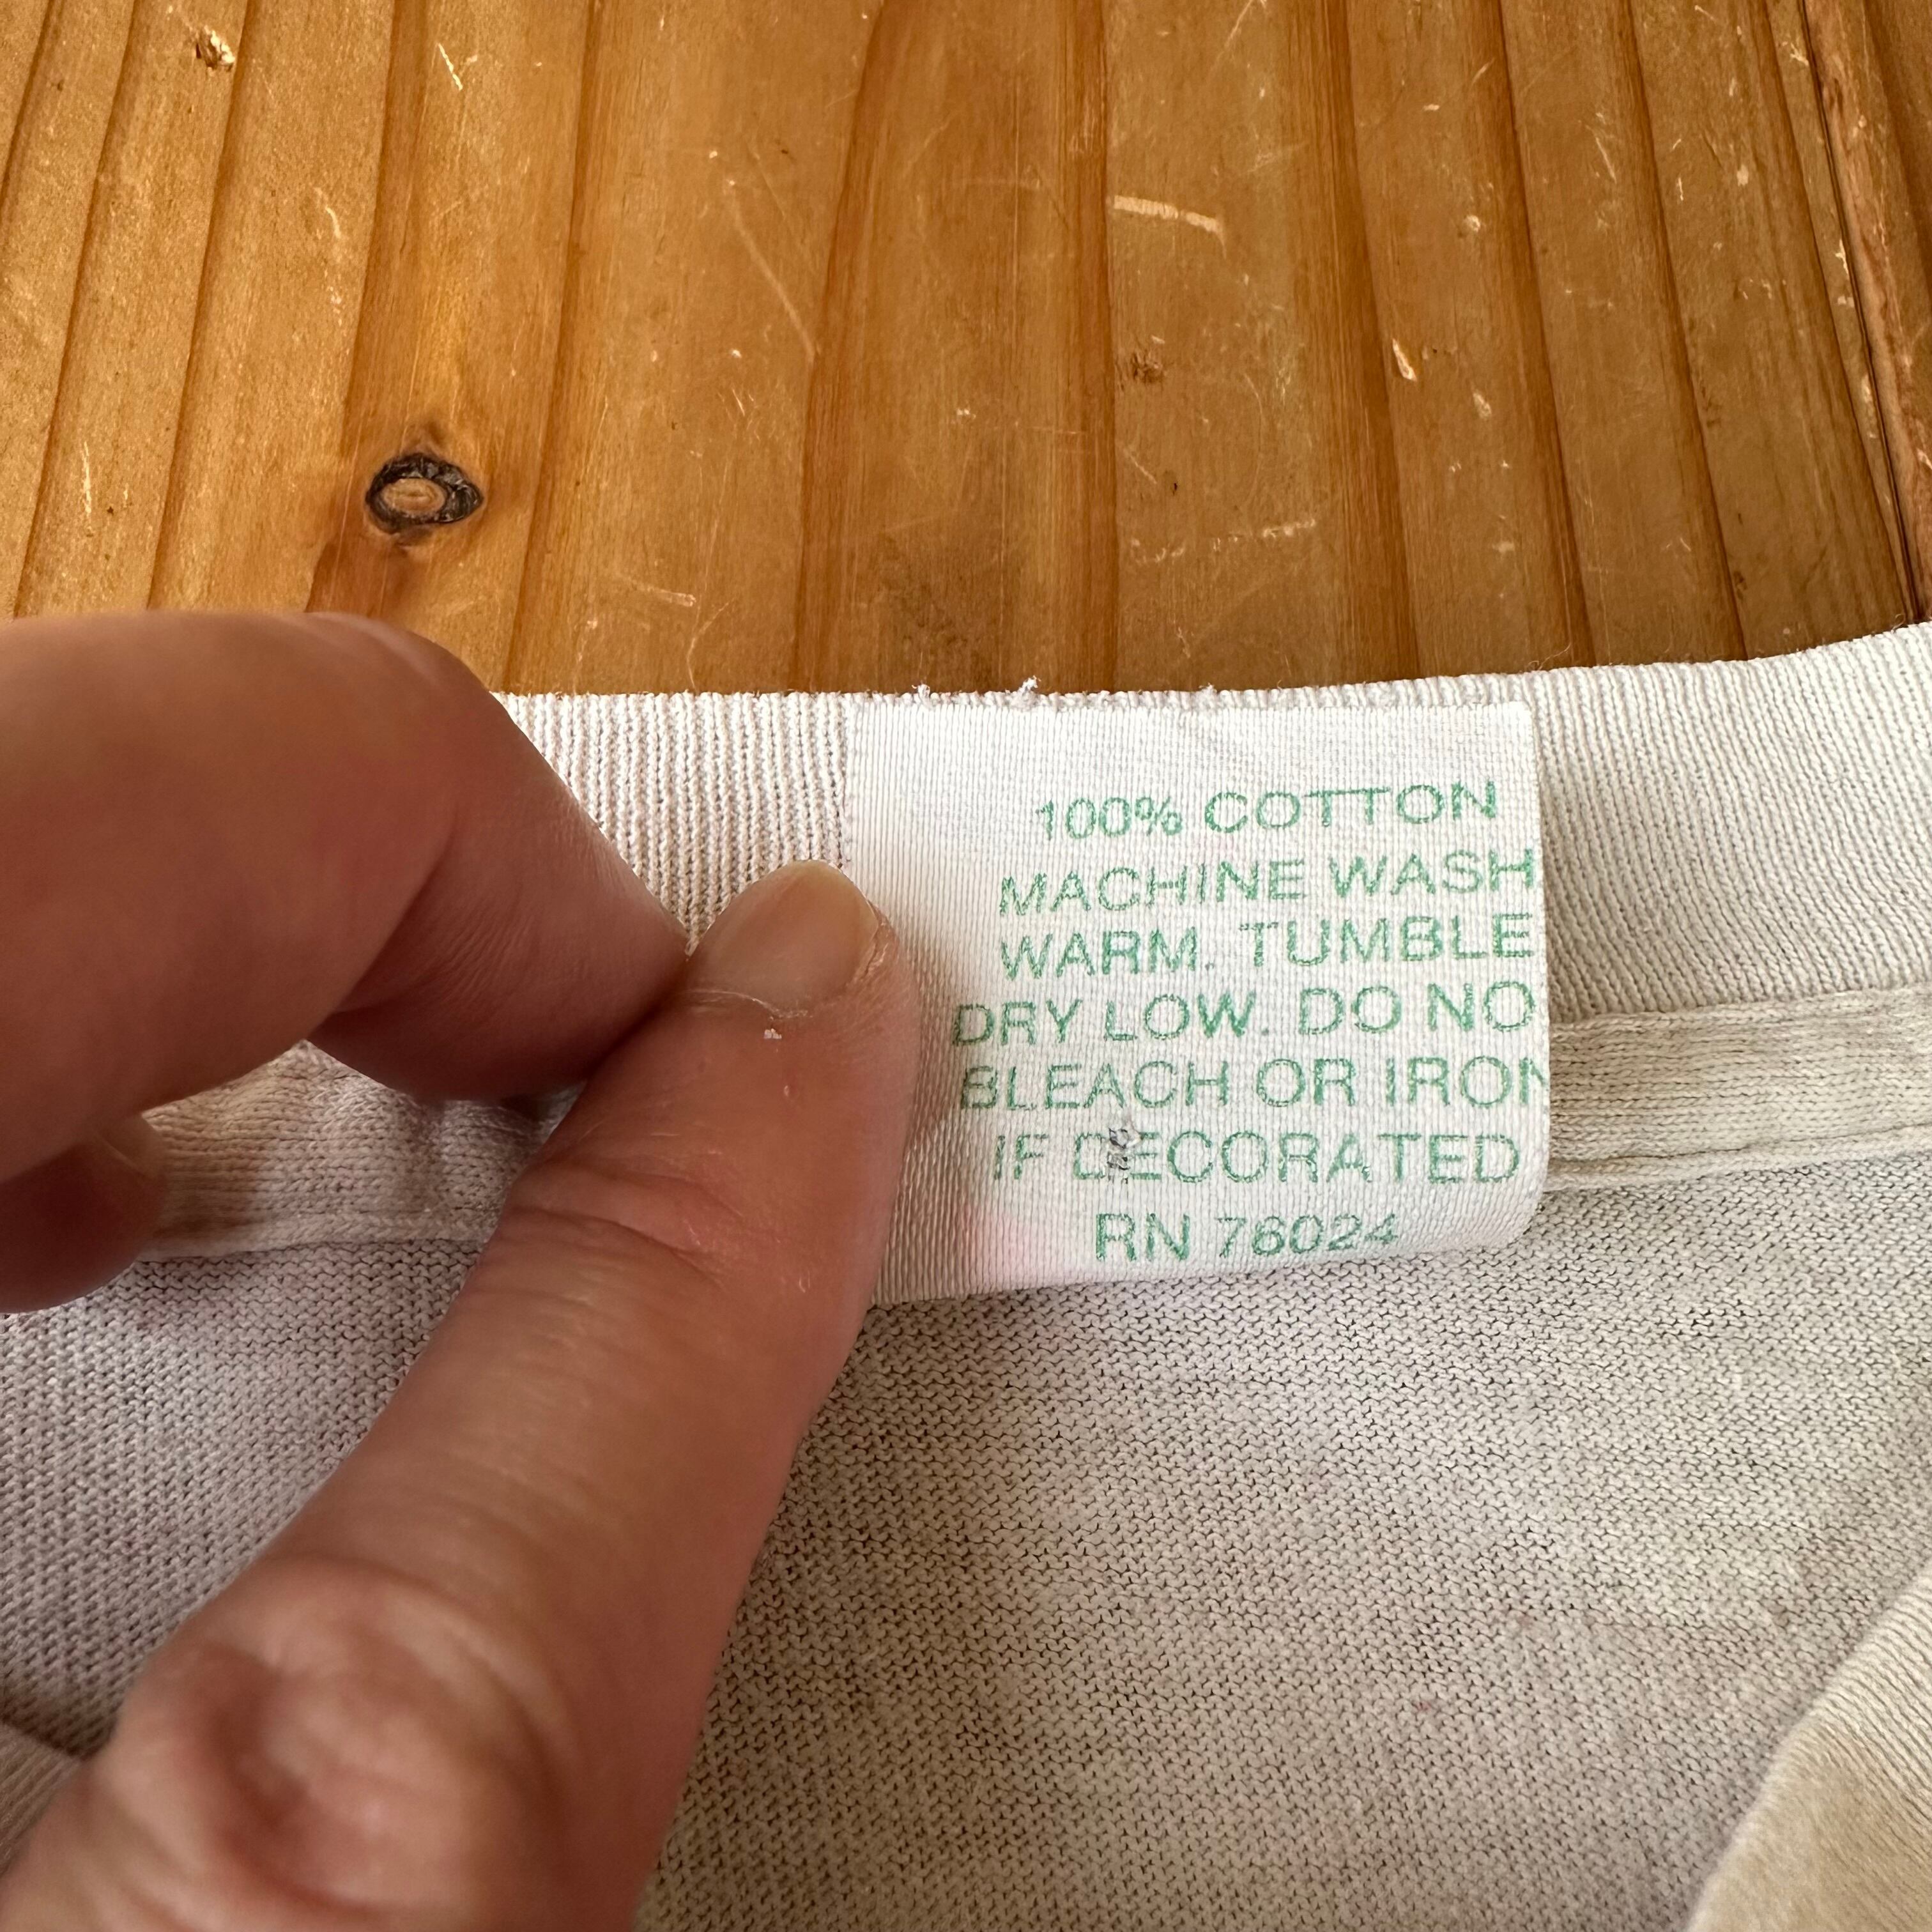 100% COTTON
MACHINE WASH
WARM. TUMBLE
DRY LOW. DO NO
BLEACH OR IRON
IF DECORATED
RN 76024